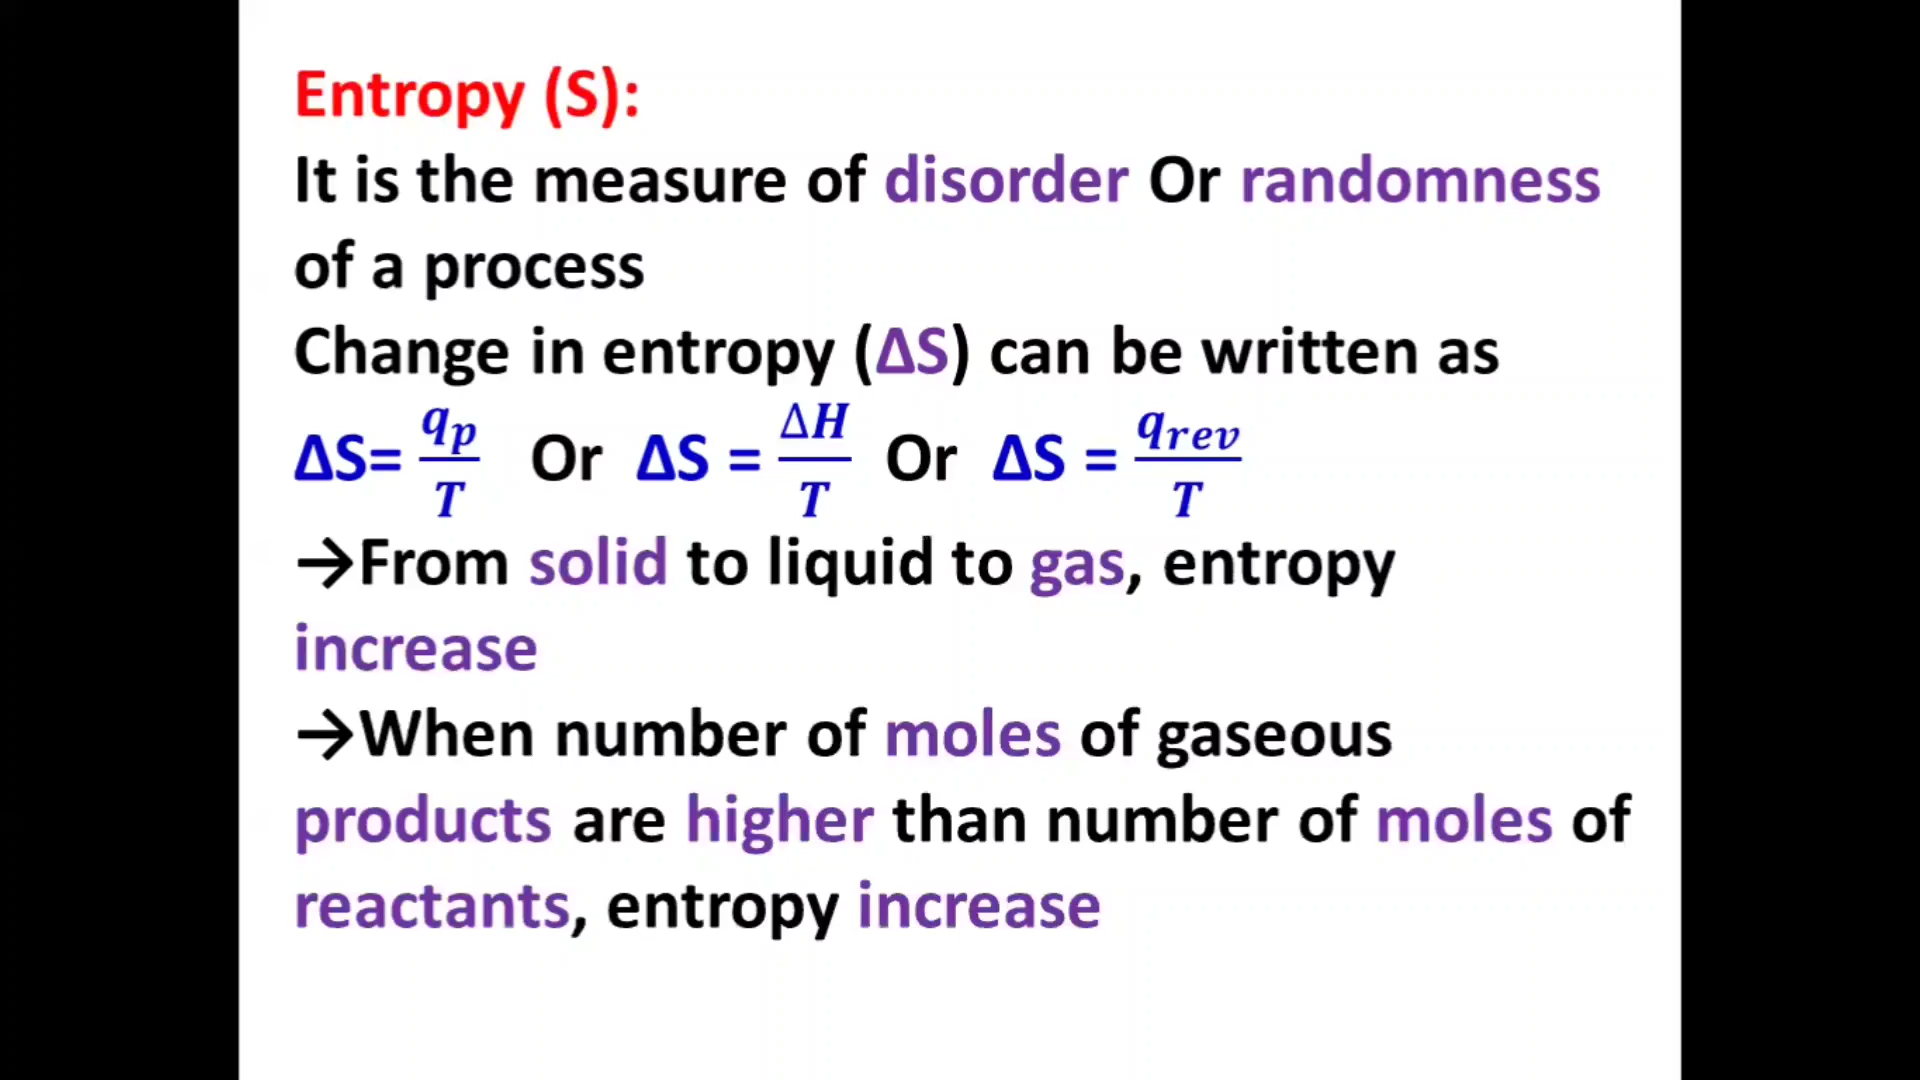 Entropy (S):
It is the measure of disorder Or randomness
of a process
Change in entropy (ΔS) can be written as
ΔS= q_p/T Or ΔS = ΔH/T Or ΔS = q_rev/T
→From solid to liquid to gas, entropy
increase
→When number of moles of gaseous
products are higher than number of moles of
reactants, entropy increase